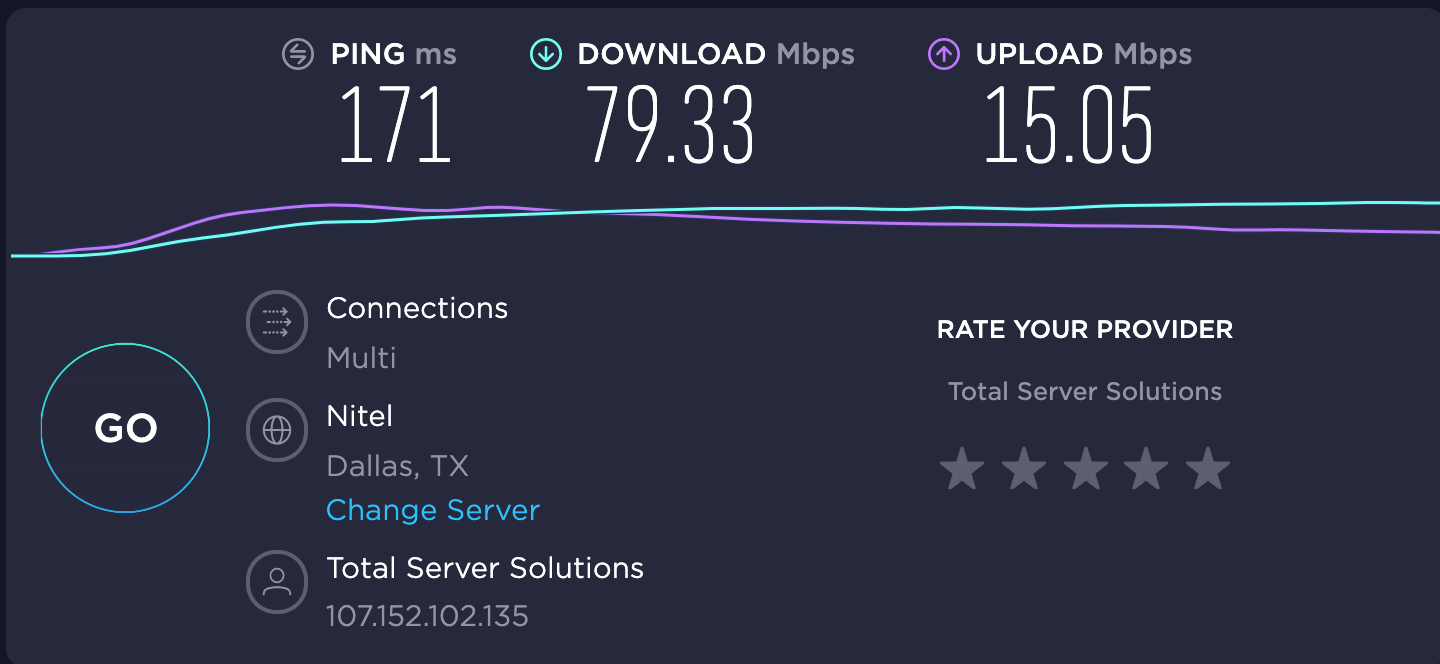 PING ms
171
DOWNLOAD Mbps
79.33
UPLOAD Mbps
15.05
GO
Connections
Multi
Nitel
Dallas, TX
Change Server
Total Server Solutions
107.152.102.135
RATE YOUR PROVIDER
Total Server Solutions